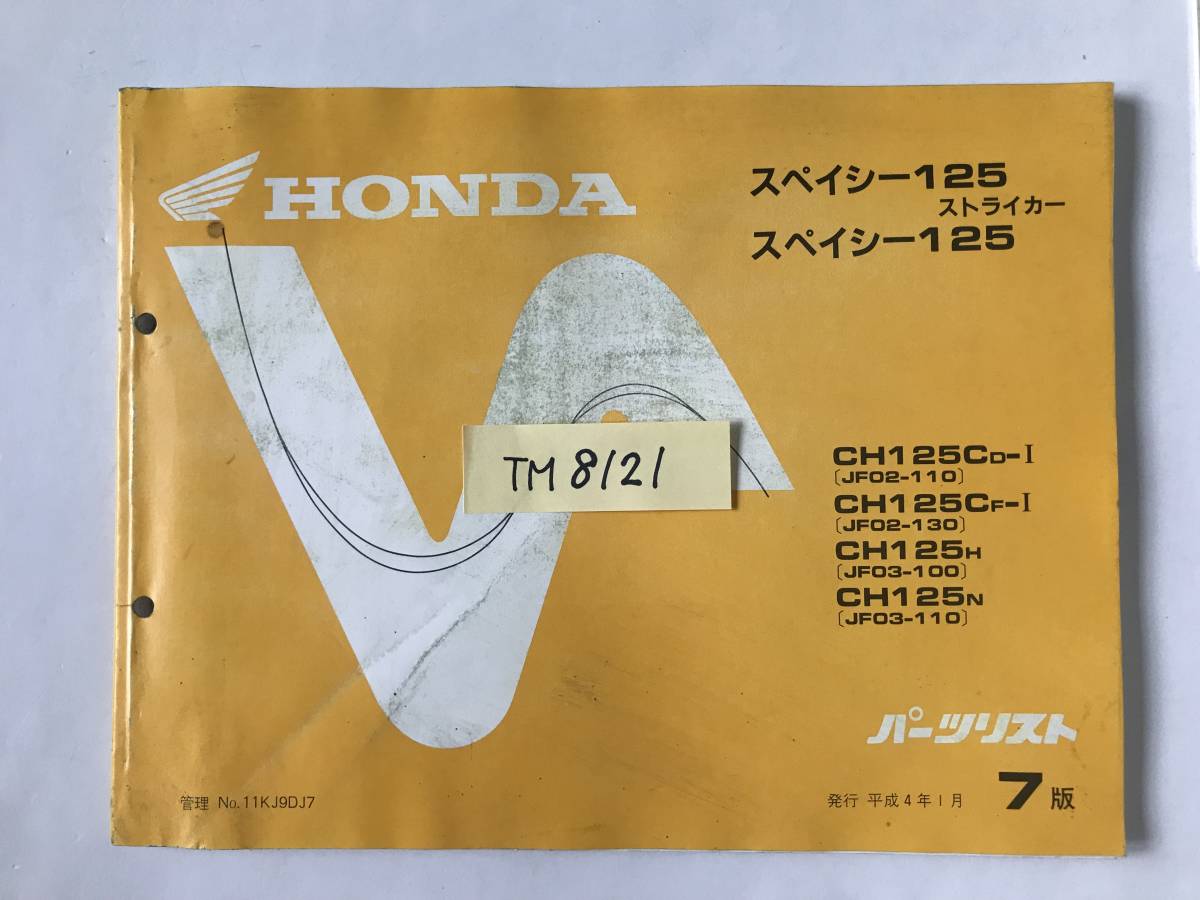 HONDA
スペイシー125
ストライカー
スペイシー125
TM 8121
CH125CD-I
〔JF02-110〕
CH125CF-I
〔JF02-130〕
CH125H
〔JF03-100〕
CH125N
〔JF03-110〕
パーツリスト
管理 No.11KJ9DJ7
発行 平成4年1月 7版